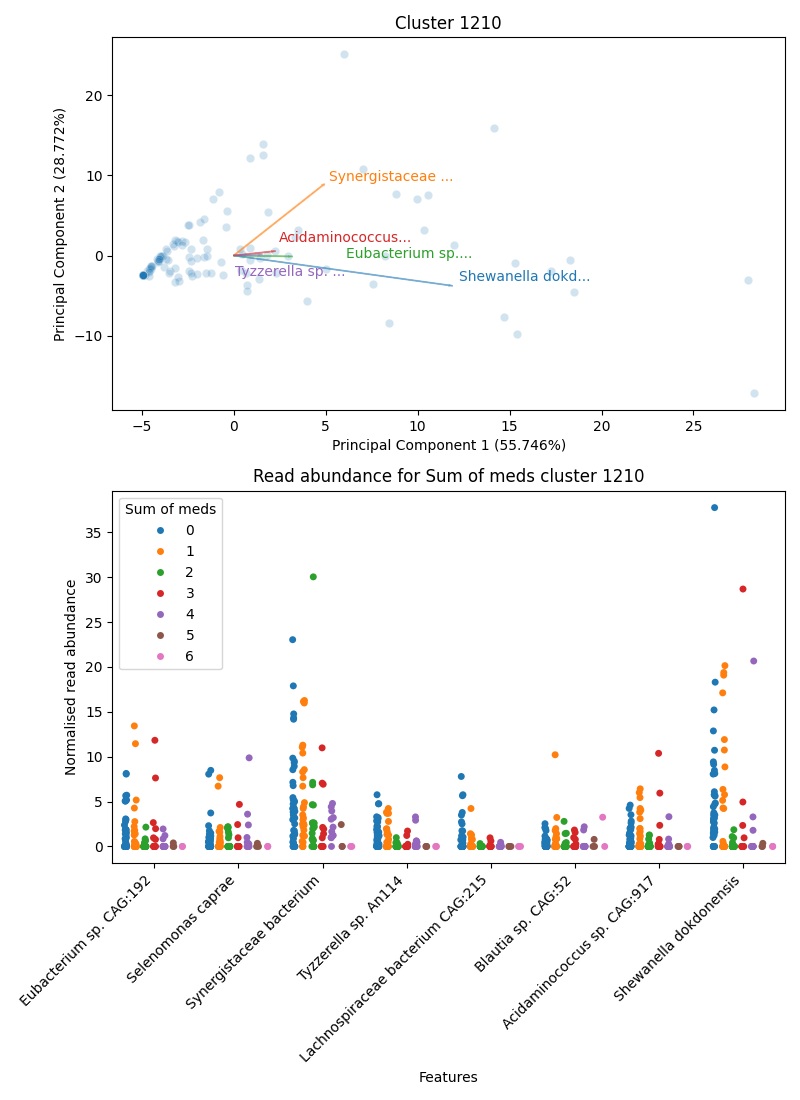 Cluster 1210
Principal Component 2 (28.772%)
20
10
0
−10
Synergistaceae ...
Acidaminococcus...
Eubacterium sp....
Tyzzerella sp. ...
Shewanella dokd...
−5
0
5
10
15
20
25
Principal Component 1 (55.746%)
Read abundance for Sum of meds cluster 1210
Normalised read abundance
35
30
25
20
15
10
5
0
Sum of meds
0
1
2
3
4
5
6
Eubacterium sp. CAG:192
Selenomonas caprae
Synergistaceae bacterium
Tyzzerella sp. An114
Lachnospiraceae bacterium CAG:215
Blautia sp. CAG:52
Acidaminococcus sp. CAG:917
Shewanella dokdonensis
Features